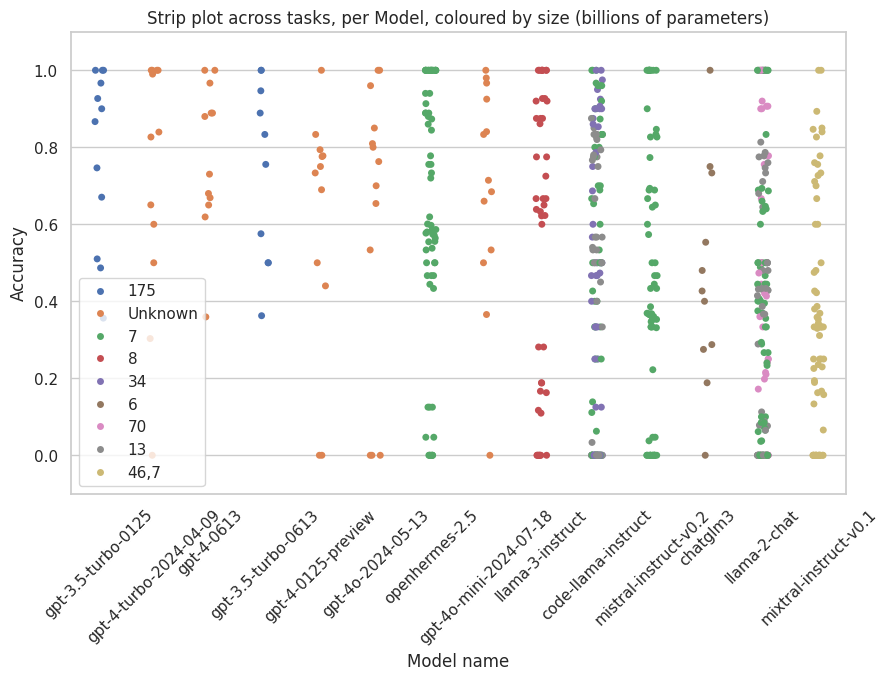 Strip plot across tasks, per Model, coloured by size (billions of parameters)
Accuracy
1.0
0.8
0.6
0.4
0.2
0.0
175
Unknown
7
8
34
6
70
13
46,7
gpt-3.5-turbo-0125
gpt-4-turbo-2024-04-09
gpt-4-0613
gpt-3.5-turbo-0613
gpt-4-0125-preview
gpt-4o-2024-05-13
openhermes-2.5
gpt-4o-mini-2024-07-18
llama-3-instruct
code-llama-instruct
mistral-instruct-v0.2
chatglm3
llama-2-chat
mixtral-instruct-v0.1
Model name